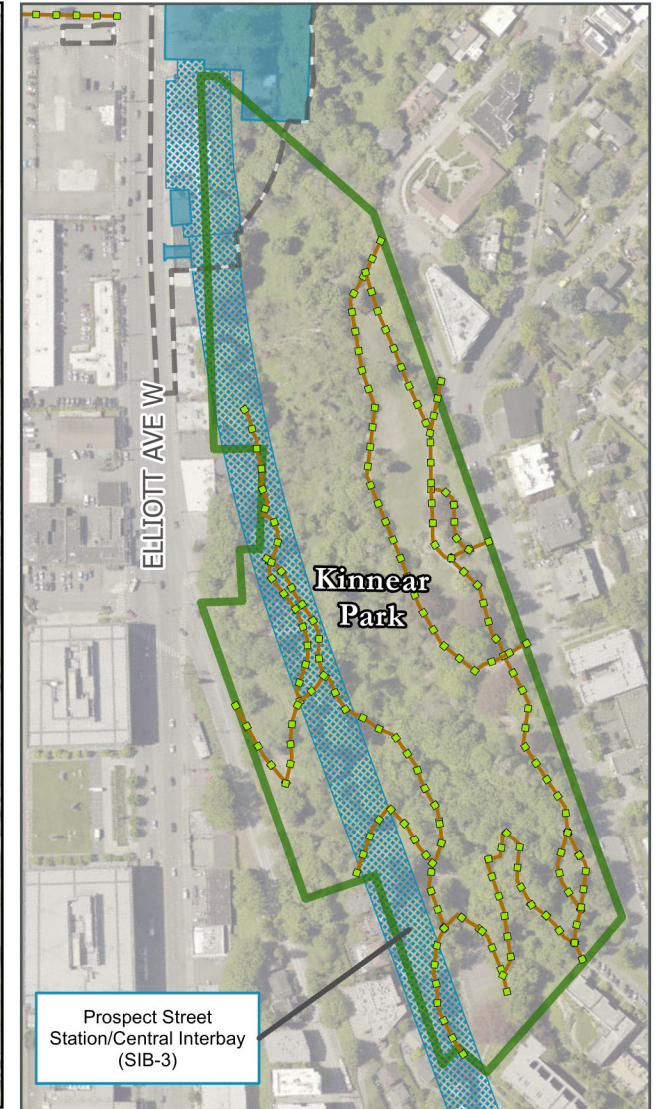 ELLIOTT AVE W
Kinnear
Park
Prospect Street
Station/Central Interbay
(SIB-3)